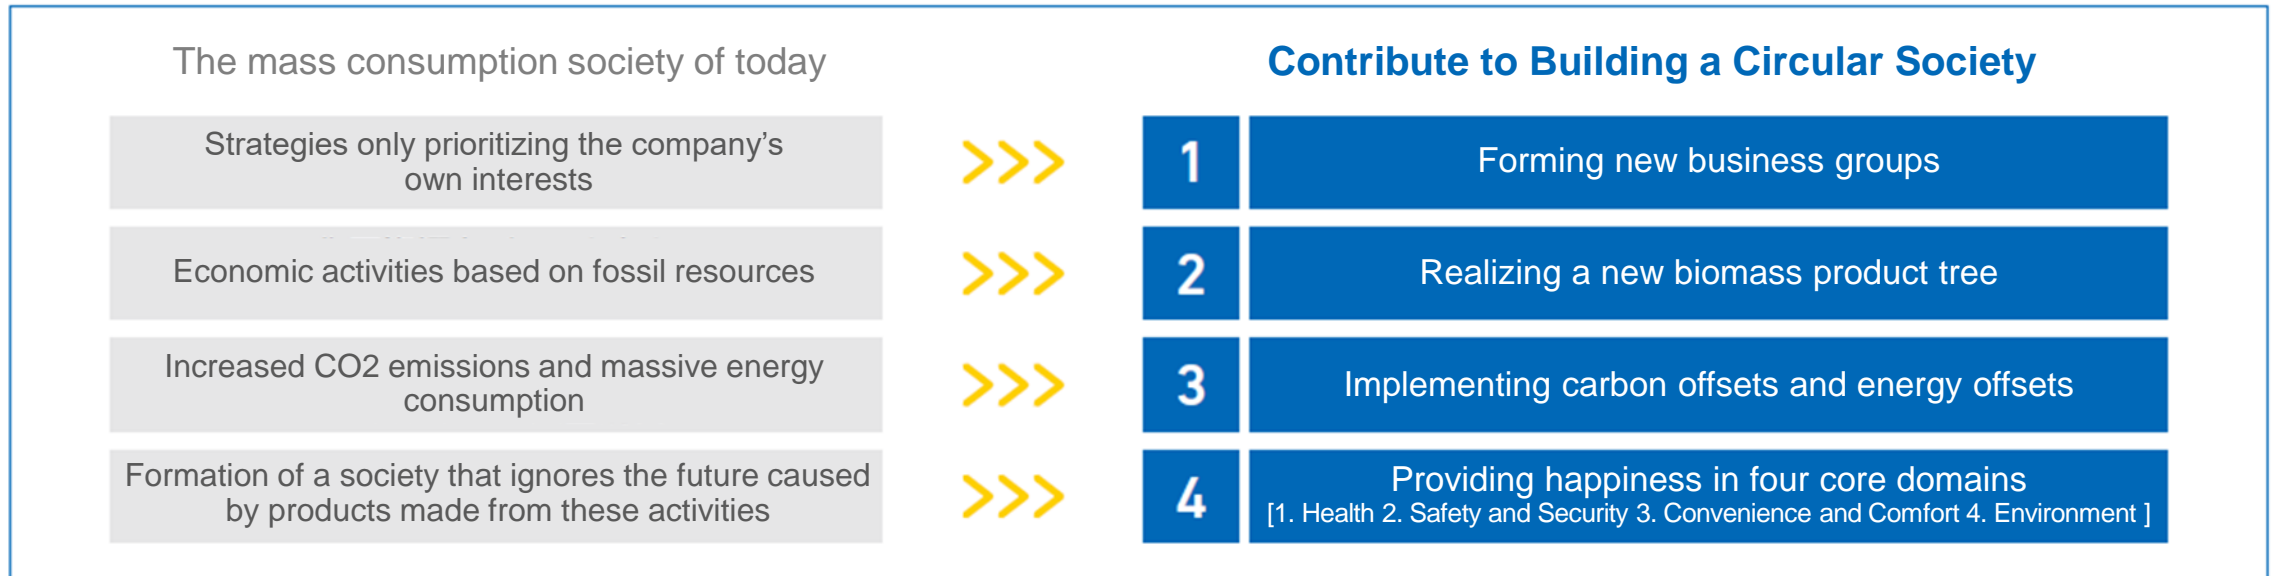 The mass consumption society of today
Contribute to Building a Circular Society
Strategies only prioritizing the company's
own interests
>>>
1
Forming new business groups
Economic activities based on fossil resources
>>>
2
Realizing a new biomass product tree
Increased CO2 emissions and massive energy
consumption
>>>
3
Implementing carbon offsets and energy offsets
Formation of a society that ignores the future caused
by products made from these activities
>>>
4
Providing happiness in four core domains
[1. Health 2. Safety and Security 3. Convenience and Comfort 4. Environment ]